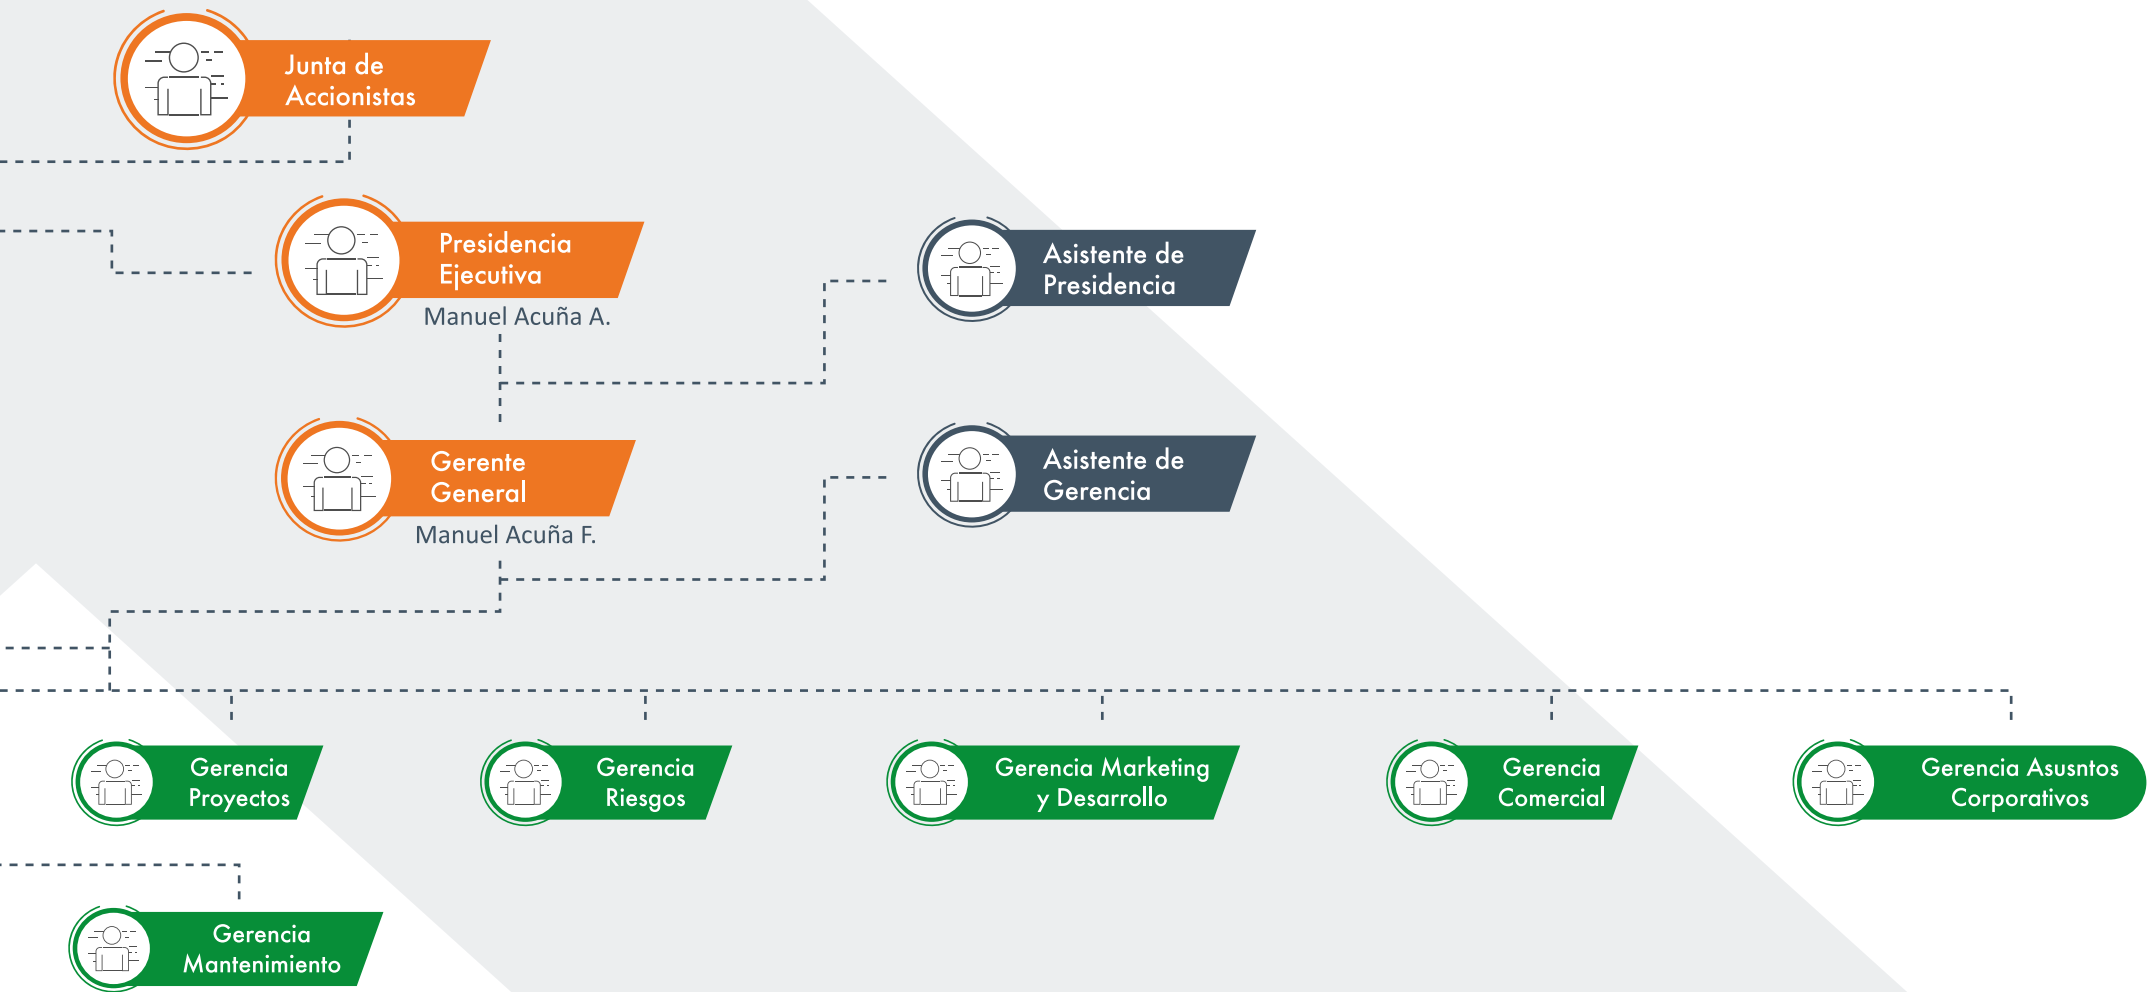 Junta de
Accionistas
Presidencia
Ejecutiva
Manuel Acuña A.
Asistente de
Presidencia
Gerente
General
Manuel Acuña F.
Asistente de
Gerencia
Gerencia
Proyectos
Gerencia
Riesgos
Gerencia Marketing
y Desarrollo
Gerencia
Comercial
Gerencia Asusntos
Corporativos
Gerencia
Mantenimiento